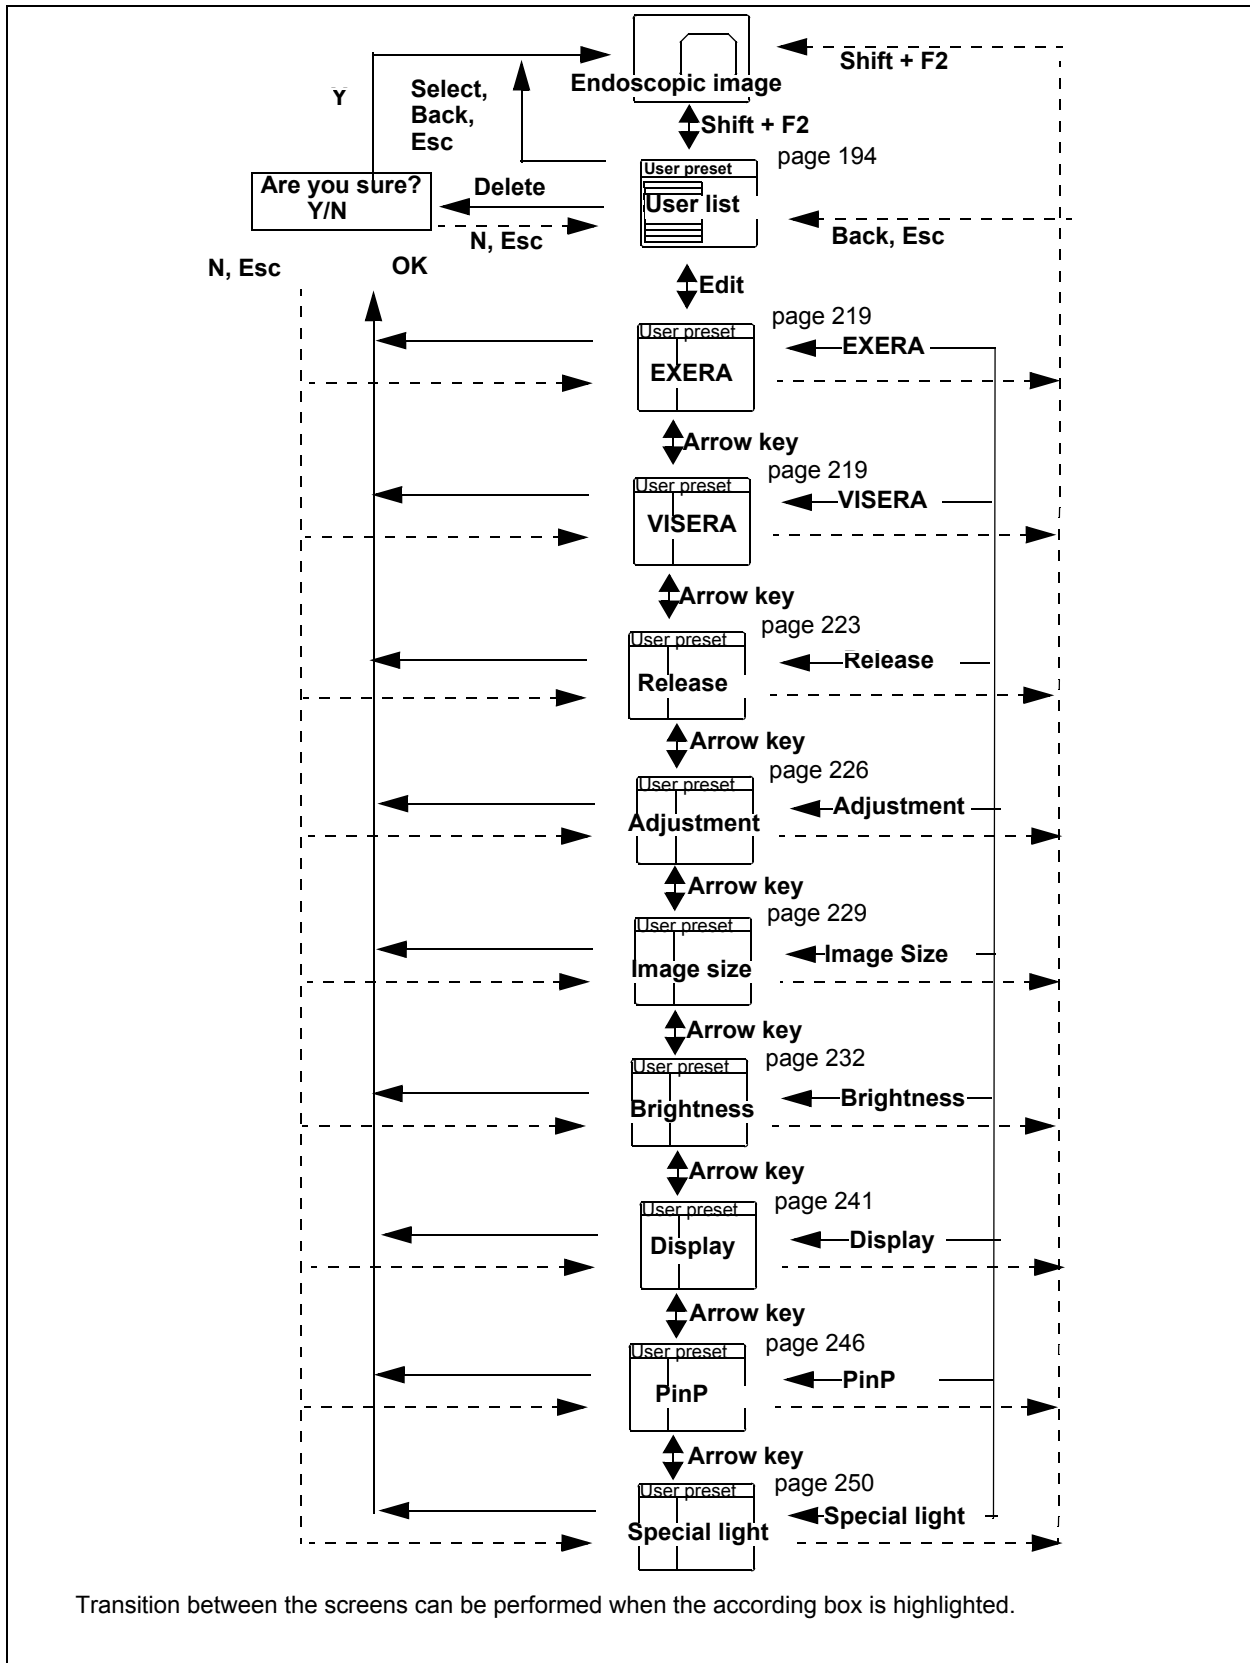 Endoscopic image
Shift + F2
Y
Select,
Back,
Esc
Shift + F2
page 194
User preset
User list
Are you sure?
Y/N
Delete
N, Esc
Back, Esc
N, Esc
OK
Edit
page 219
User preset
EXERA
EXERA
Arrow key
page 219
User preset
VISERA
VISERA
Arrow key
page 223
User preset
Release
Release
Arrow key
page 226
User preset
Adjustment
Adjustment
Arrow key
page 229
User preset
Image size
Image Size
Arrow key
page 232
User preset
Brightness
Brightness
Arrow key
page 241
User preset
Display
Display
Arrow key
page 246
User preset
PinP
PinP
Arrow key
page 250
User preset
Special light
Special light
Transition between the screens can be performed when the according box is highlighted.